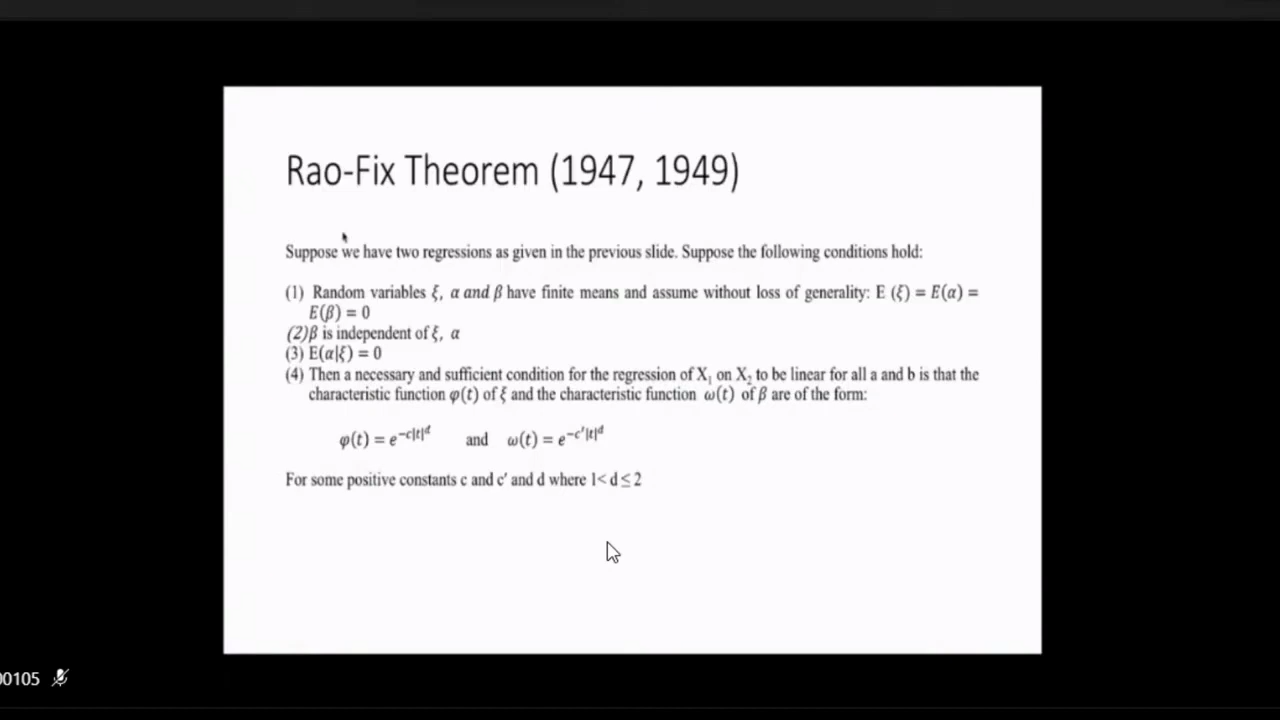 Rao-Fix Theorem (1947, 1949)
Suppose we have two regressions as given in the previous slide. Suppose the following conditions hold:
(1) Random variables ξ, α and β have finite means and assume without loss of generality: E (ξ) = E(α) =
E(β) = 0
(2)β is independent of ξ, α
(3) E(α|ξ) = 0
(4) Then a necessary and sufficient condition for the regression of X₁ on X₂ to be linear for all a and b is that the
characteristic function φ(t) of ξ and the characteristic function ω(t) of β are of the form:
φ(t) = e^{-c|t|^d} and ω(t) = e^{-c′|t|^d}
For some positive constants c and c′ and d where 1< d ≤ 2
00105